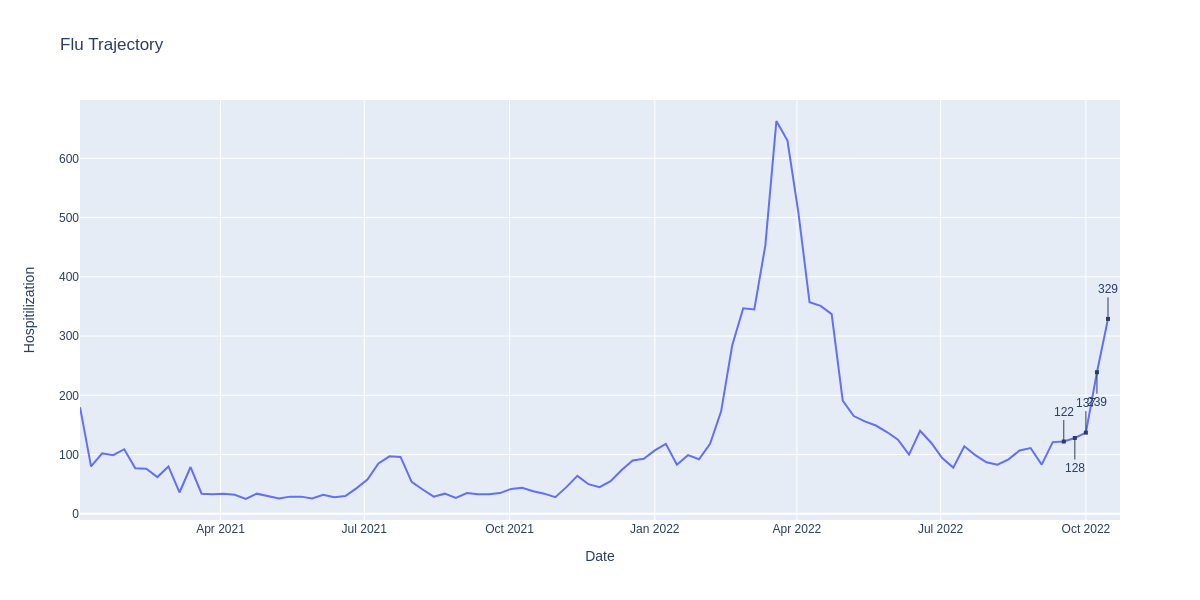 Flu Trajectory
Hospitilization
600
500
400
300
200
100
0
329
122
137
239
128
Apr 2021
Jul 2021
Oct 2021
Jan 2022
Apr 2022
Jul 2022
Oct 2022
Date